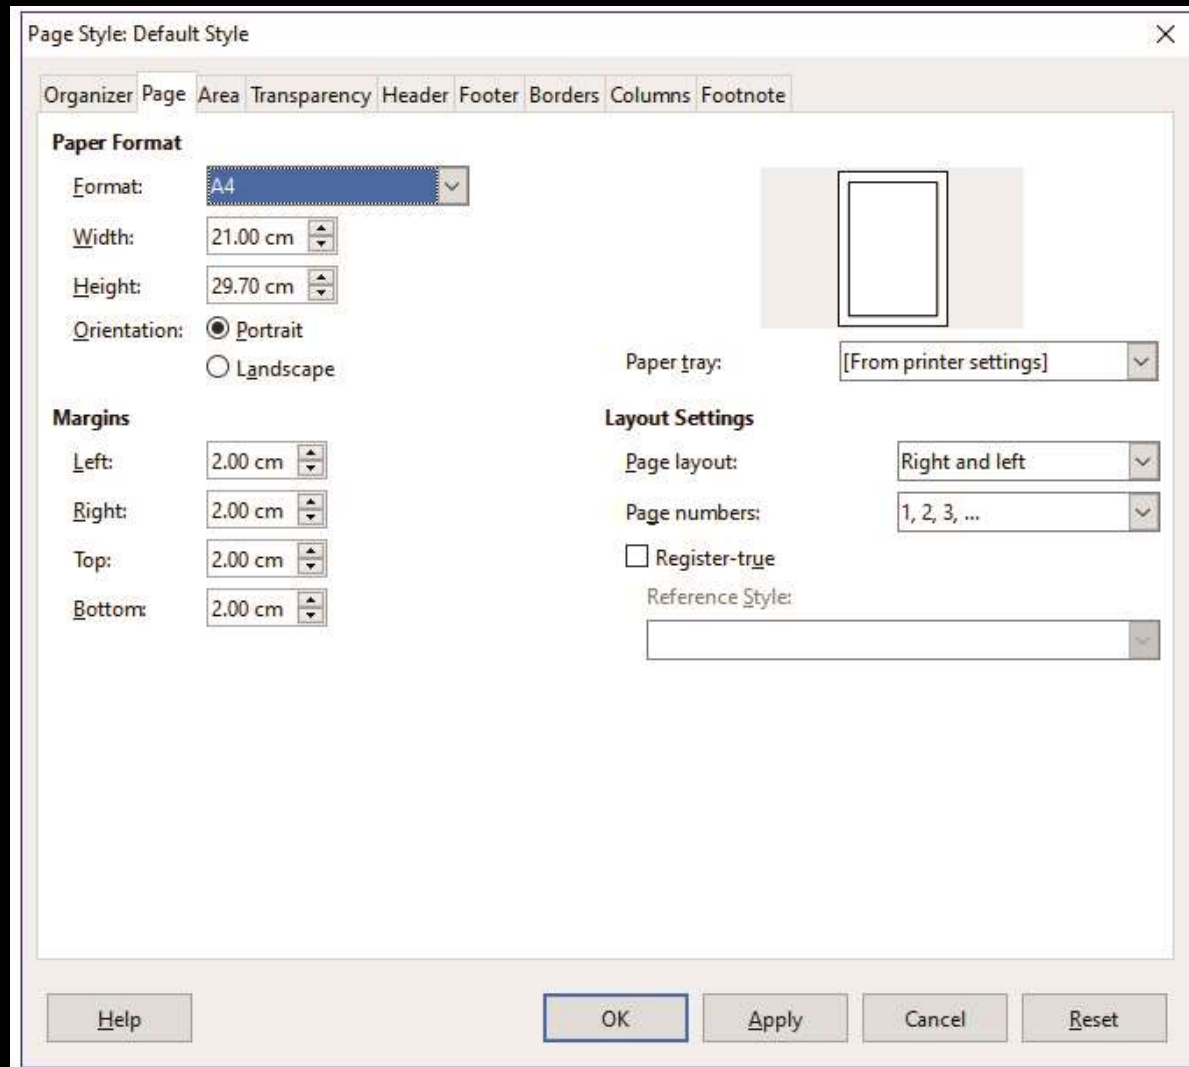 Page Style: Default Style
Organizer Page Area Transparency Header Footer Borders Columns Footnote
Paper Format
Format: A4
Width: 21.00 cm
Height: 29.70 cm
Orientation: Portrait
Landscape
Paper tray: [From printer settings]
Margins
Left: 2.00 cm
Right: 2.00 cm
Top: 2.00 cm
Bottom: 2.00 cm
Layout Settings
Page layout: Right and left
Page numbers: 1, 2, 3, ...
Register-true
Reference Style:
Help OK Apply Cancel Reset